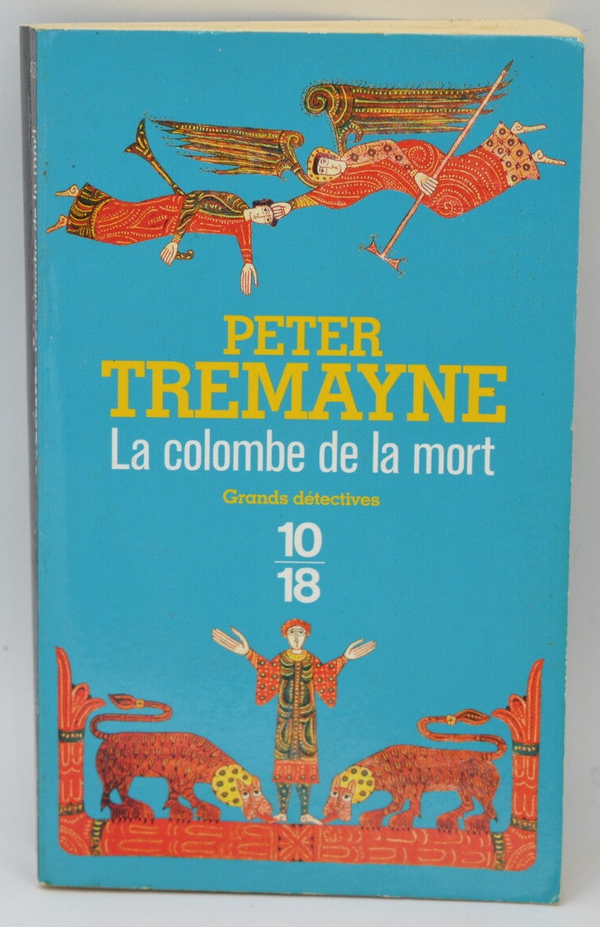 PETER
TREMAYNE
La colombe de la mort
Grands détectives
10
18